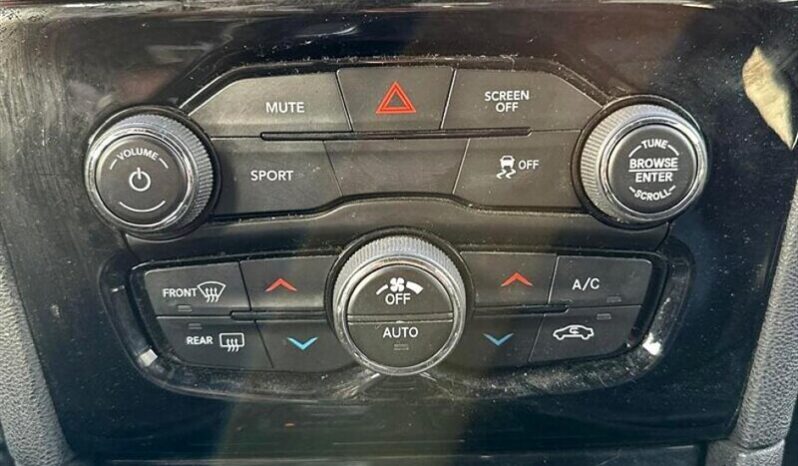 MUTE
SCREEN
OFF
VOLUME
SPORT
OFF
TUNE
BROWSE
ENTER
SCROLL
FRONT
OFF
A/C
REAR
AUTO